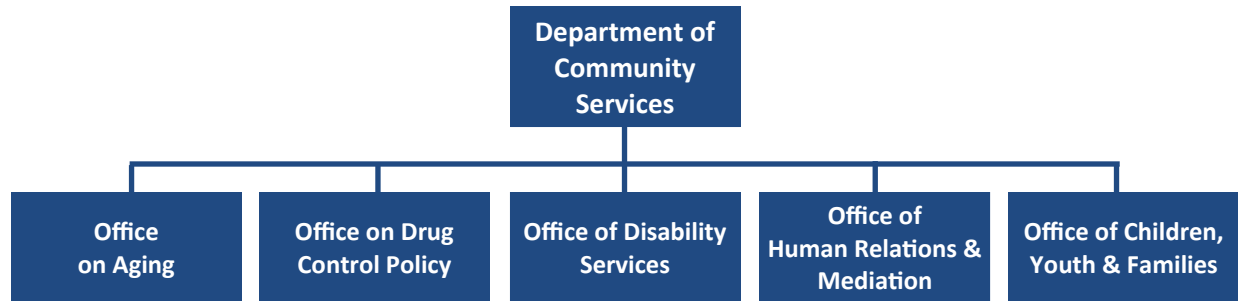 Department of
Community
Services
Office
on Aging
Office on Drug
Control Policy
Office of Disability
Services
Office of
Human Relations &
Mediation
Office of Children,
Youth & Families